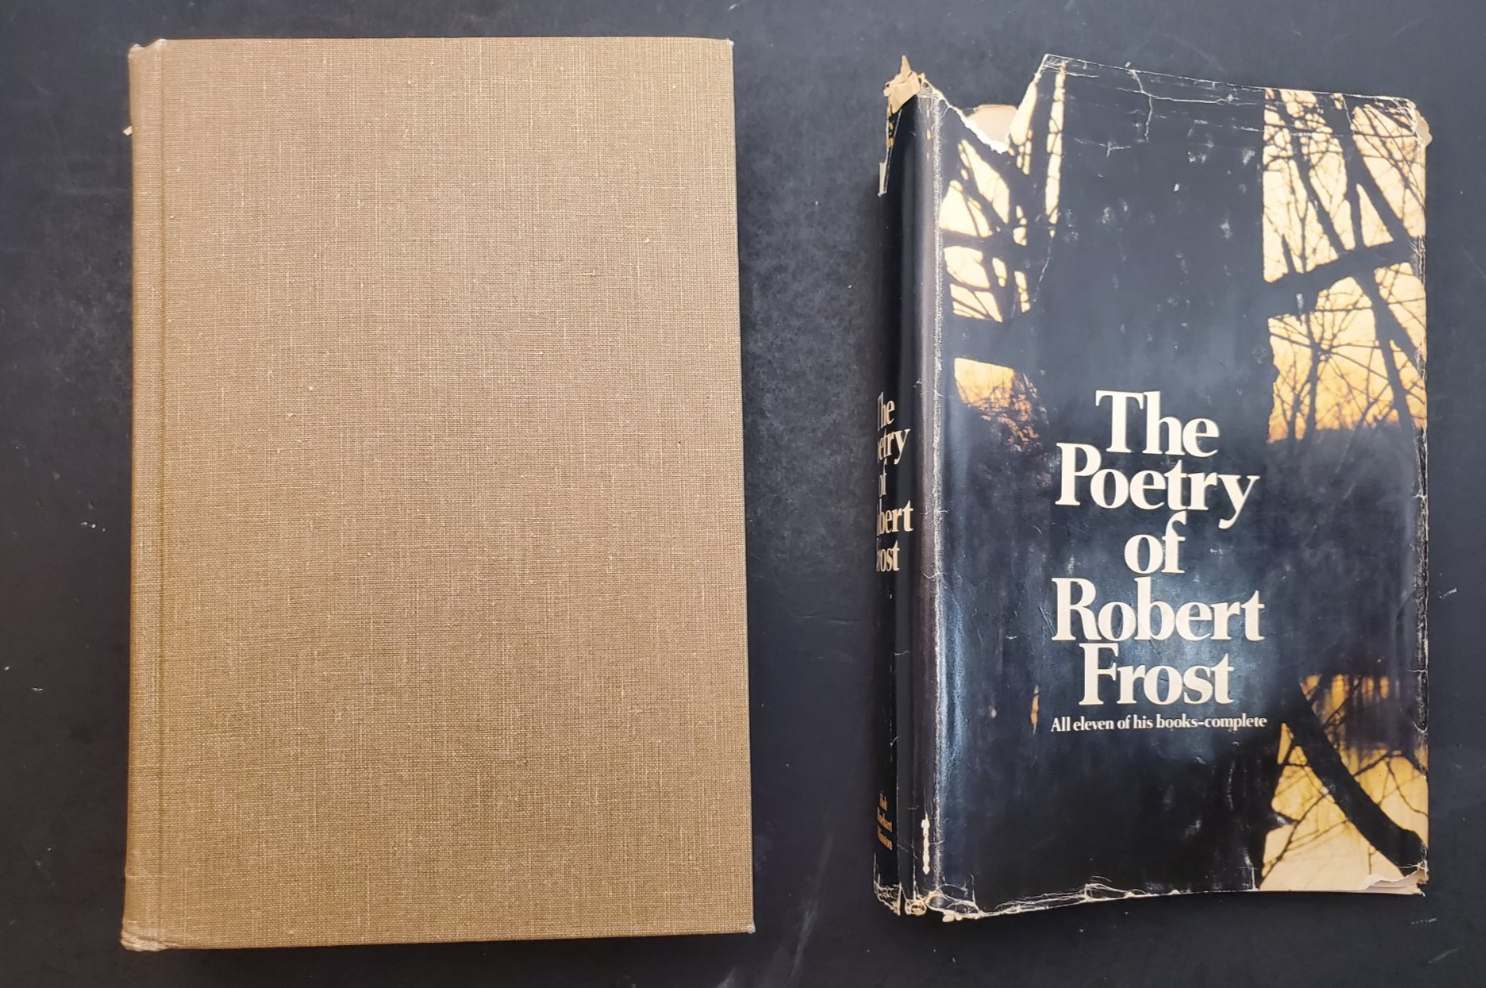 The
Poetry
of
Robert
Frost
All eleven of his books–complete